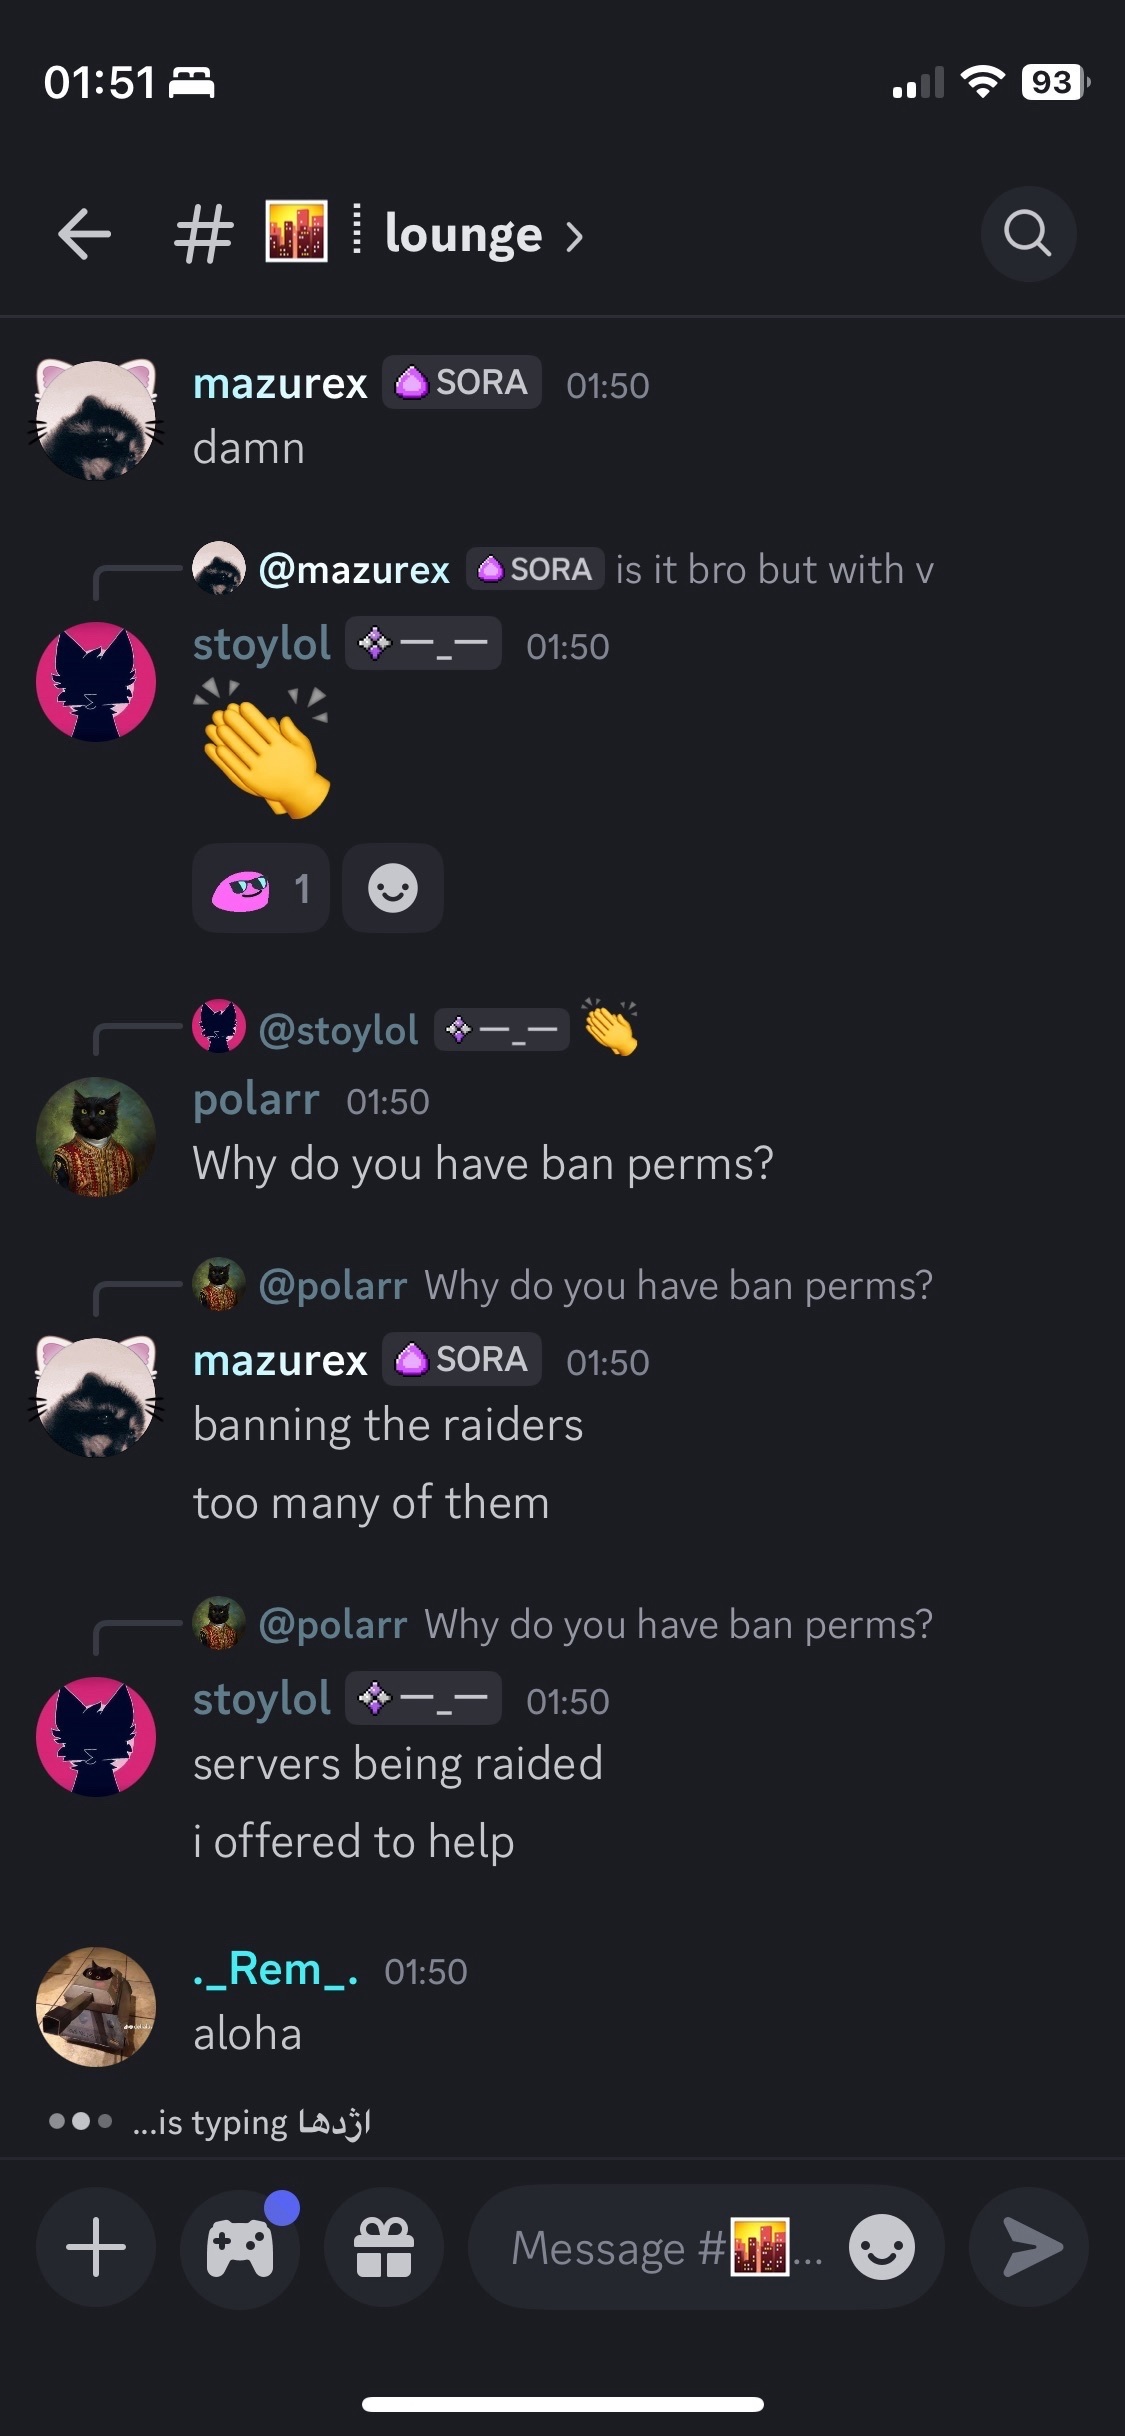 01:51 93
# 🌇┊lounge
mazurex SORA 01:50
damn
@mazurex SORA is it bro but with v
stoylol —_— 01:50
👏
1
@stoylol —_— 👏
polarr 01:50
Why do you have ban perms?
@polarr Why do you have ban perms?
mazurex SORA 01:50
banning the raiders
too many of them
@polarr Why do you have ban perms?
stoylol —_— 01:50
servers being raided
i offered to help
._Rem_. 01:50
aloha
...is typing اژدها
Message #🌇...